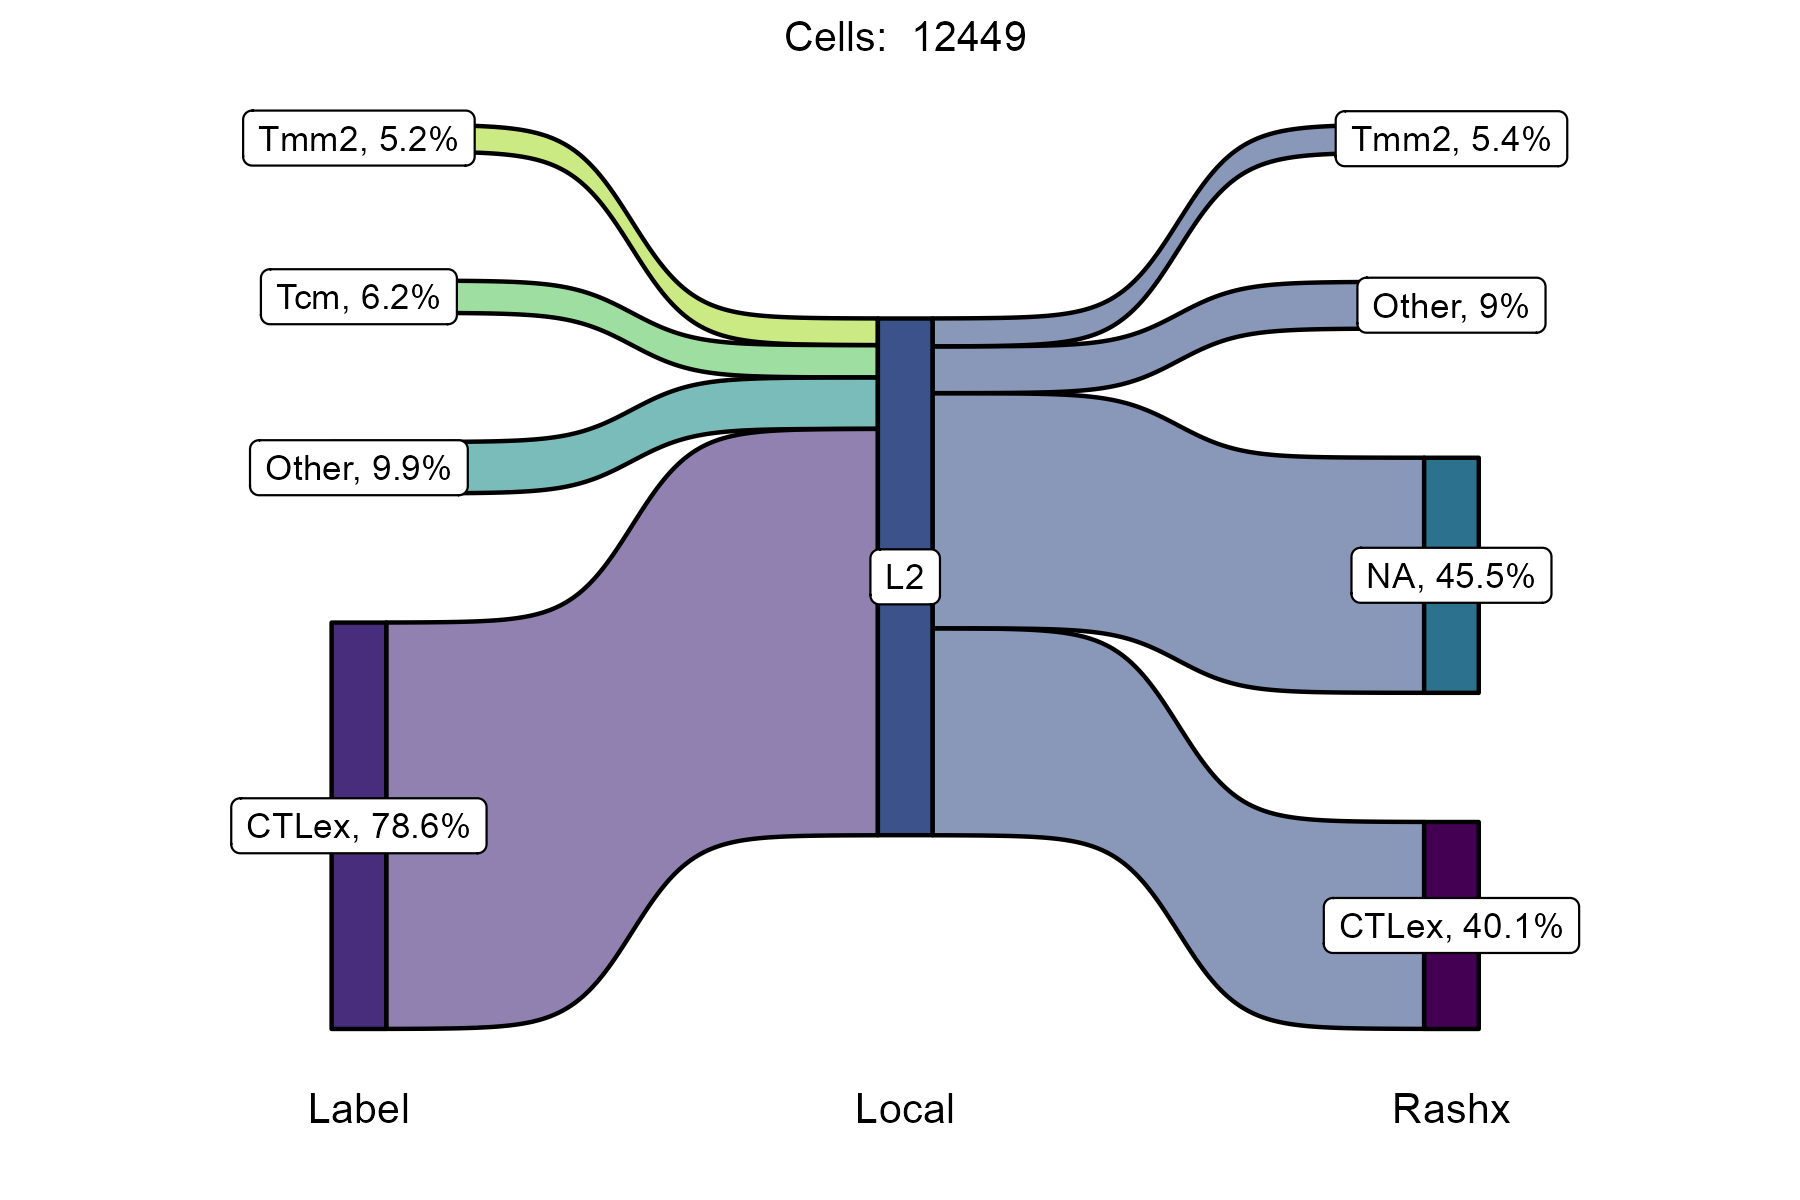 Cells:  12449
Tmm2, 5.2%
Tmm2, 5.4%
Tcm, 6.2%
Other, 9%
Other, 9.9%
L2
NA, 45.5%
CTLex, 78.6%
CTLex, 40.1%
Label
Local
Rashx